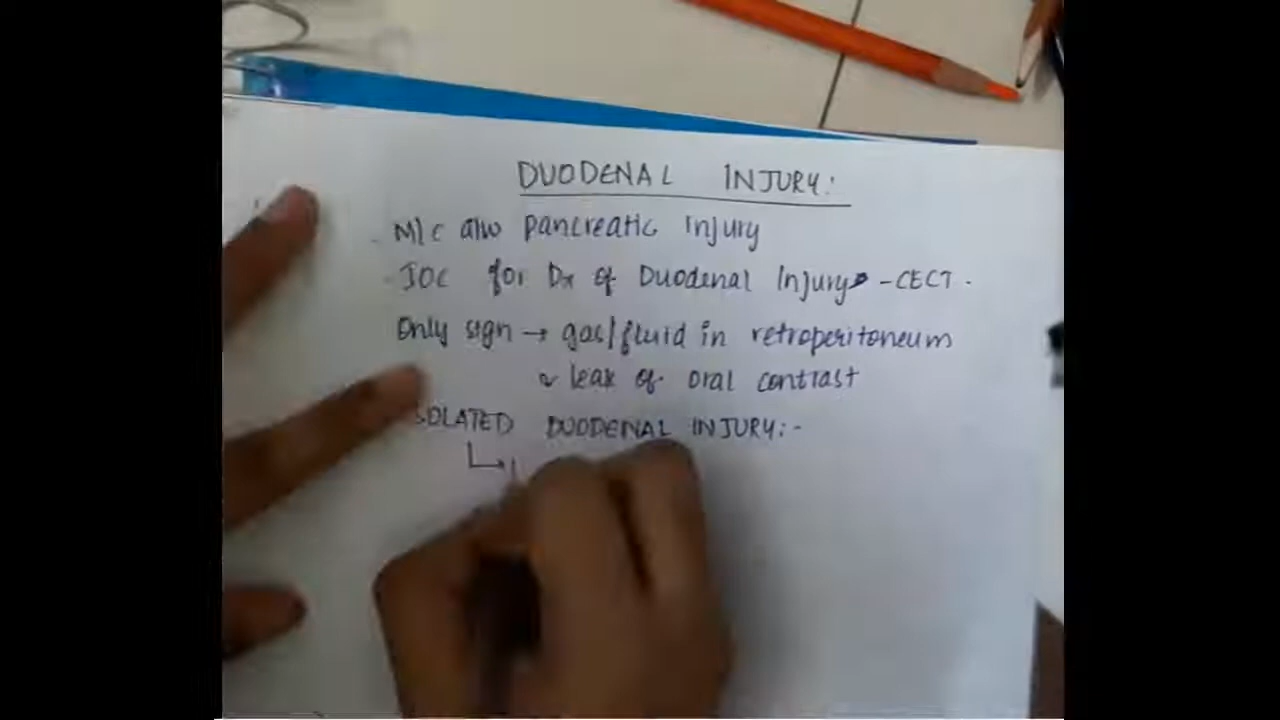 DUODENAL INJURY:
- M/C a/w pancreatic Injury
- IOC for Dx of Duodenal Injury - CECT.
Only sign → gas/fluid in retroperitoneum
& leak of oral contrast
ISOLATED DUODENAL INJURY:-